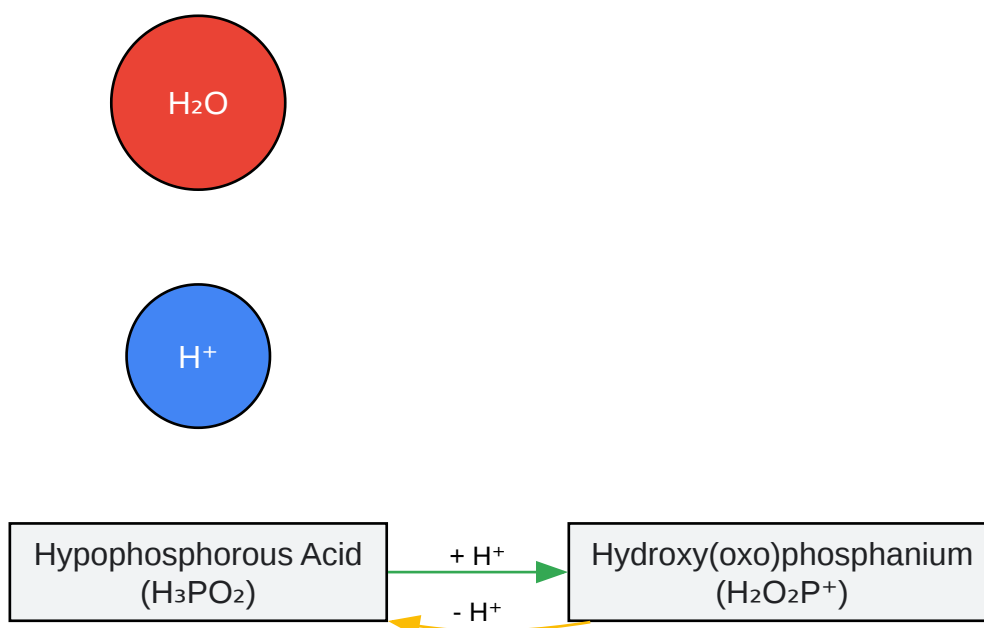 H₂O
H⁺
Hypophosphorous Acid
(H₃PO₂)
+ H⁺
- H⁺
Hydroxy(oxo)phosphanium
(H₂O₂P⁺)